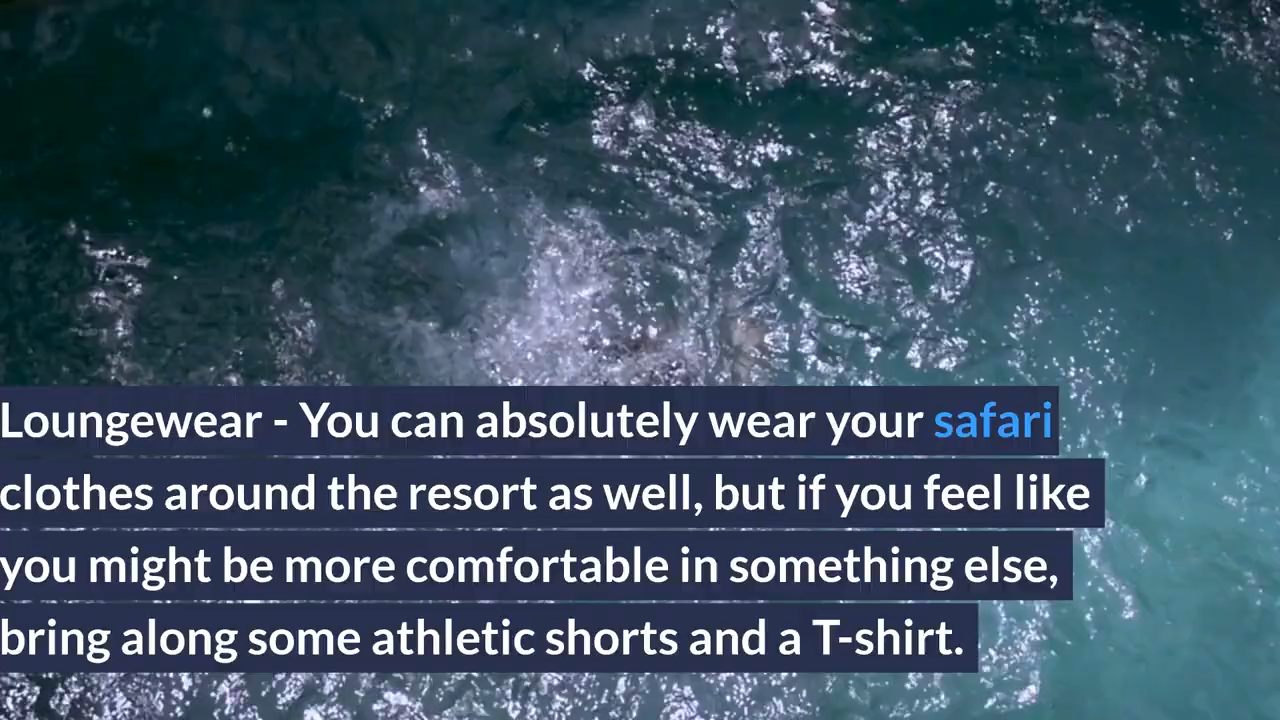 Loungewear - You can absolutely wear your safari
clothes around the resort as well, but if you feel like
you might be more comfortable in something else,
bring along some athletic shorts and a T-shirt.